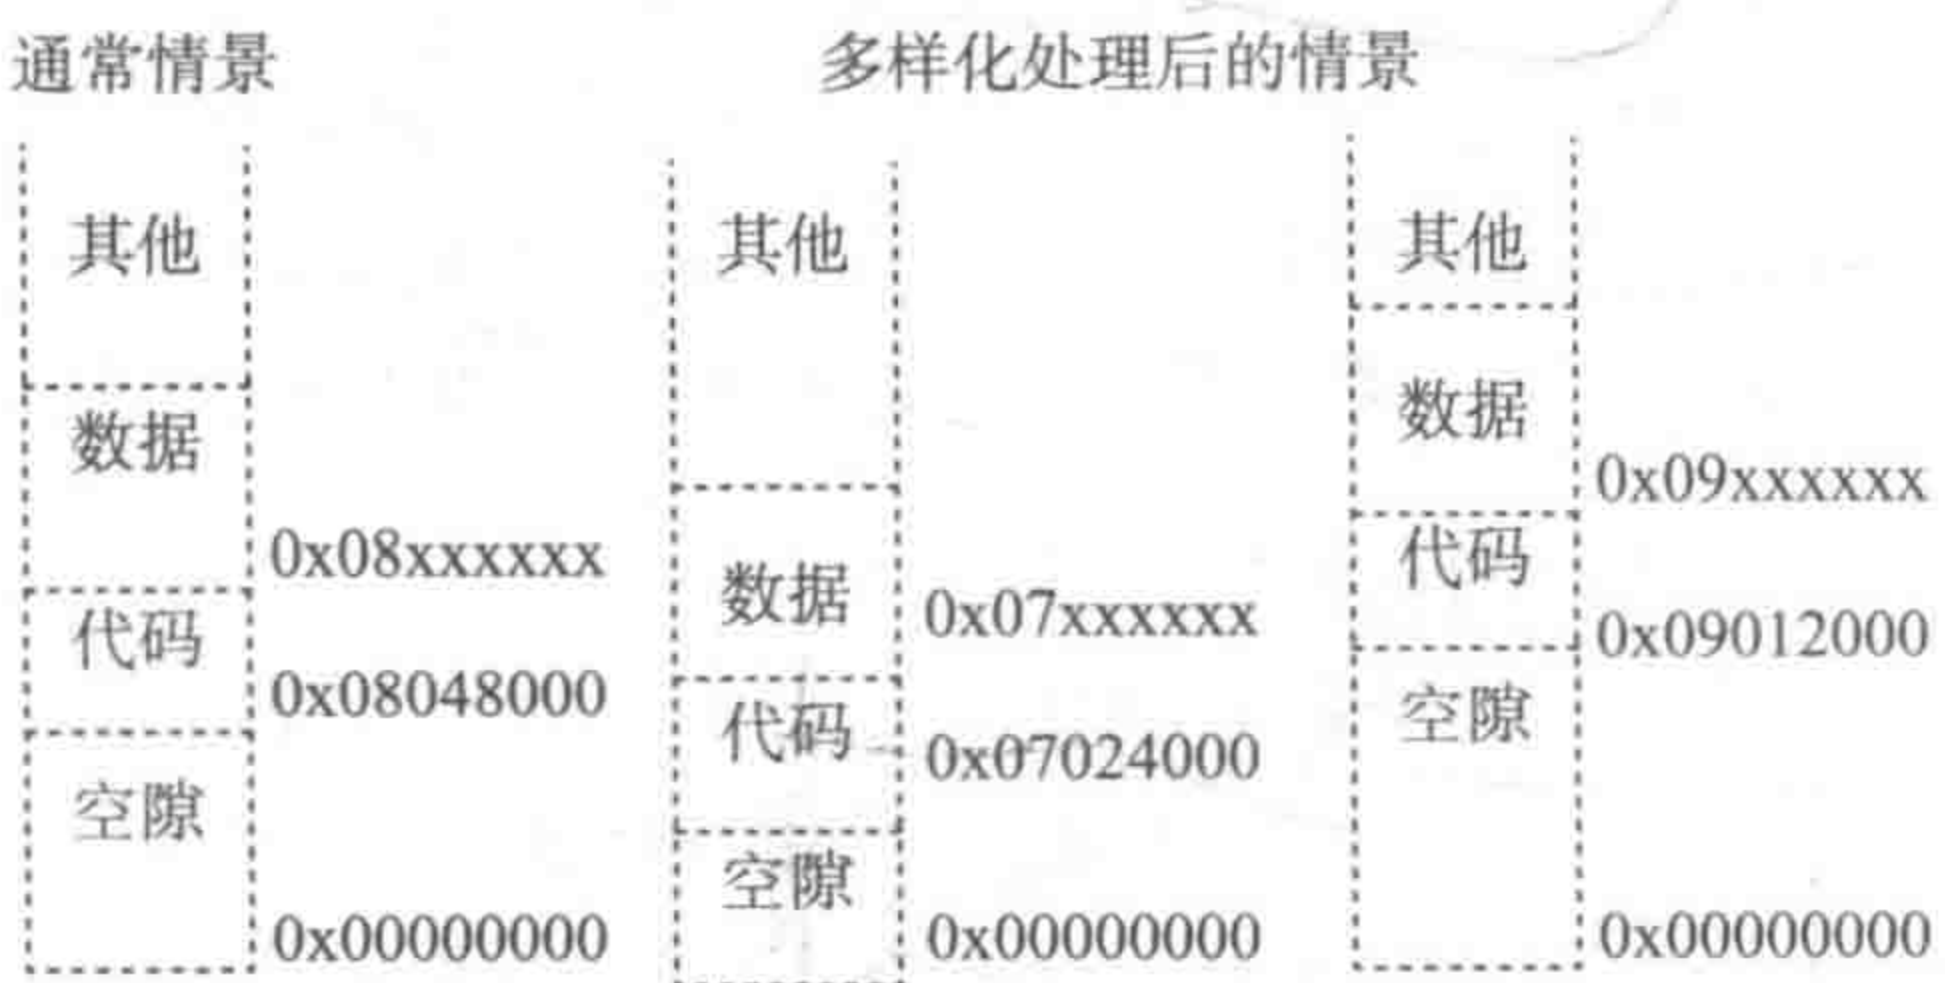 通常情景
其他
数据
0x08xxxxxx
代码
0x08048000
空隙
0x00000000
多样化处理后的情景
其他
数据
0x07xxxxxx
代码
0x07024000
空隙
0x00000000
其他
数据
0x09xxxxxx
代码
0x09012000
空隙
0x00000000